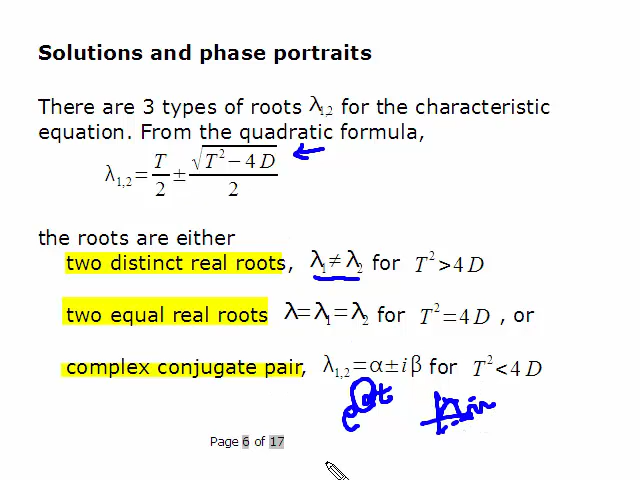 Solutions and phase portraits
There are 3 types of roots λ₁,₂ for the characteristic
equation. From the quadratic formula,
λ₁,₂ = T/2 ± √(T² − 4D)/2
the roots are either
two distinct real roots, λ₁ ≠ λ₂ for T² > 4D
two equal real roots λ = λ₁ = λ₂ for T² = 4D , or
complex conjugate pair, λ₁,₂ = α ± iβ for T² < 4D
Page 6 of 17